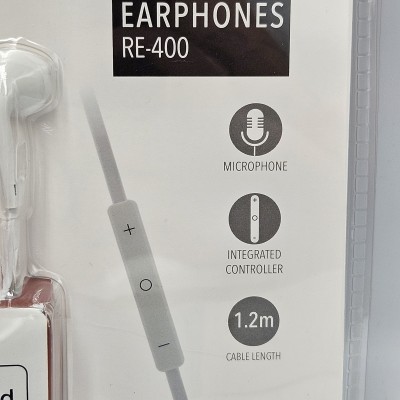 EARPHONES
RE-400
MICROPHONE
+
O
−
INTEGRATED
CONTROLLER
1.2m
CABLE LENGTH
d